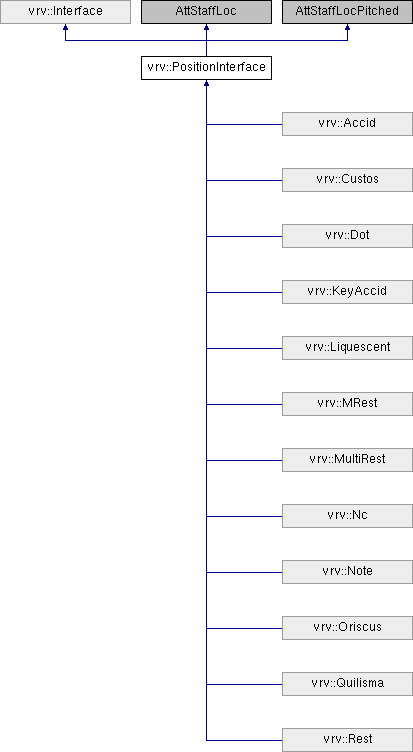 vrv::Interface
AttStaffLoc
AttStaffLocPitched
vrv::PositionInterface
vrv::Accid
vrv::Custos
vrv::Dot
vrv::KeyAccid
vrv::Liquescent
vrv::MRest
vrv::MultiRest
vrv::Nc
vrv::Note
vrv::Oriscus
vrv::Quilisma
vrv::Rest